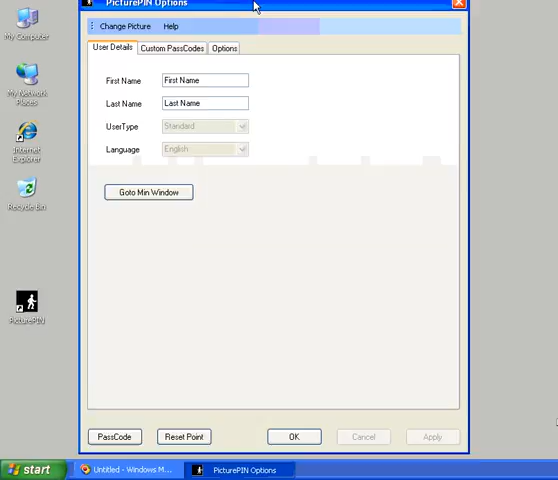 PicturePIN Options
Change Picture Help
User Details Custom PassCodes Options
First Name First Name
Last Name Last Name
UserType Standard
Language English
Goto Min Window
PassCode Reset Point OK Cancel Apply
My Computer
My Network
Places
Internet
Explorer
Recycle Bin
PicturePIN
start Untitled - Windows M... PicturePIN Options